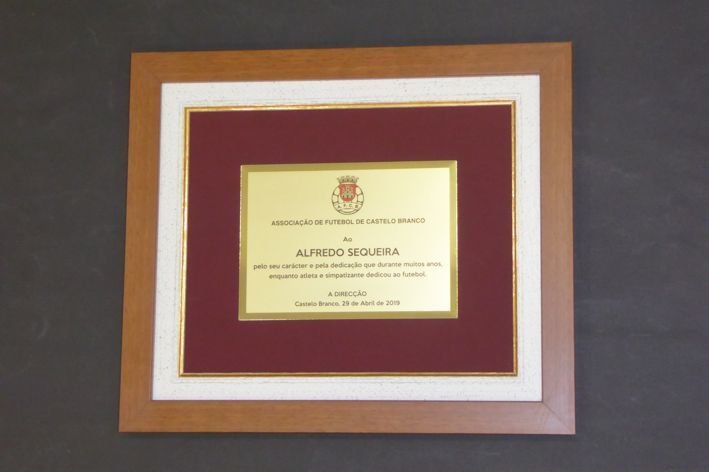 A.F.C.B.
ASSOCIAÇÃO DE FUTEBOL DE CASTELO BRANCO
Ao
ALFREDO SEQUEIRA
pelo seu carácter e pela dedicação que durante muitos anos,
enquanto atleta e simpatizante dedicou ao futebol.
A DIRECÇÃO
Castelo Branco, 29 de Abril de 2019